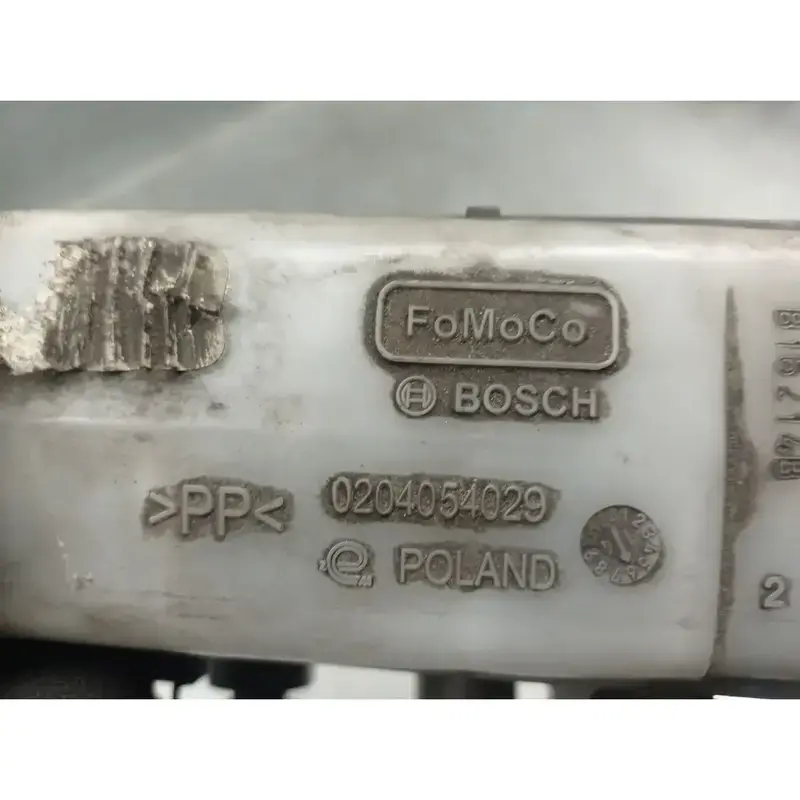 FoMoCo
BOSCH
>PP<
0204054029
POLAND
2